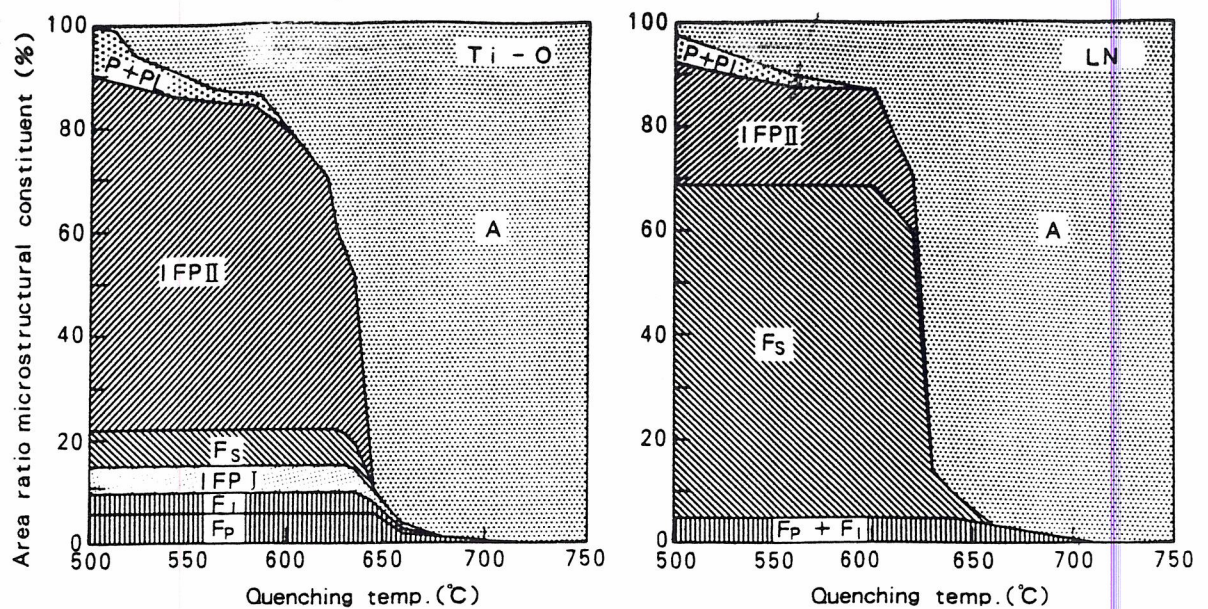 Area ratio microstructural constituent (%)
100
80
60
40
20
0
Ti - O
P+PL
IFPⅡ
A
Fs
IFP I
FI
FP
500 550 600 650 700 750
Quenching temp. (℃)
100
80
60
40
20
0
LN
P+PL
IFPⅡ
A
Fs
FP + FI
500 550 600 650 700 750
Quenching temp. (℃)